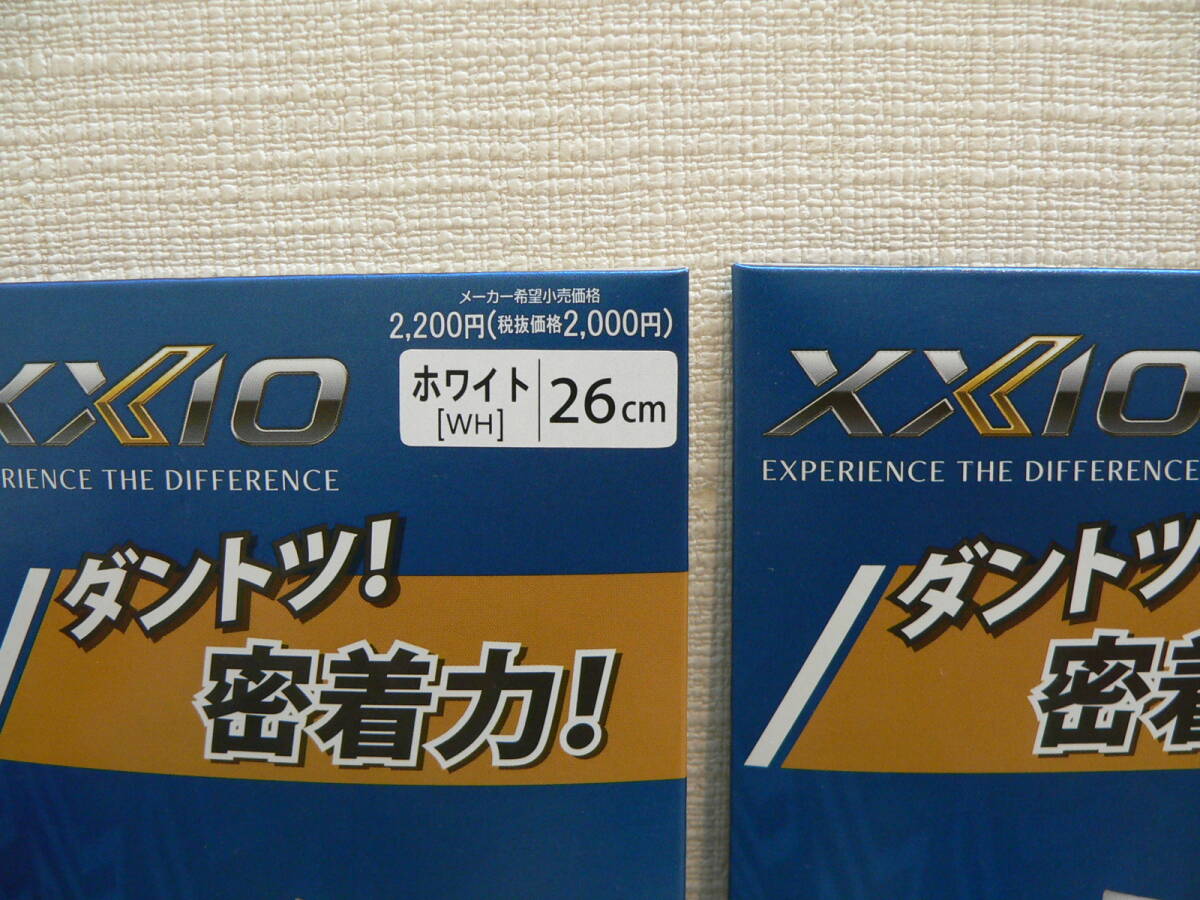 メーカー希望小売価格
2,200円(税抜価格2,000円)
XXIO
ホワイト
[WH]
26cm
RIENCE THE DIFFERENCE
ダントツ!
密着力!
XXIO
EXPERIENCE THE DIFFERENCE
ダントツ
密着